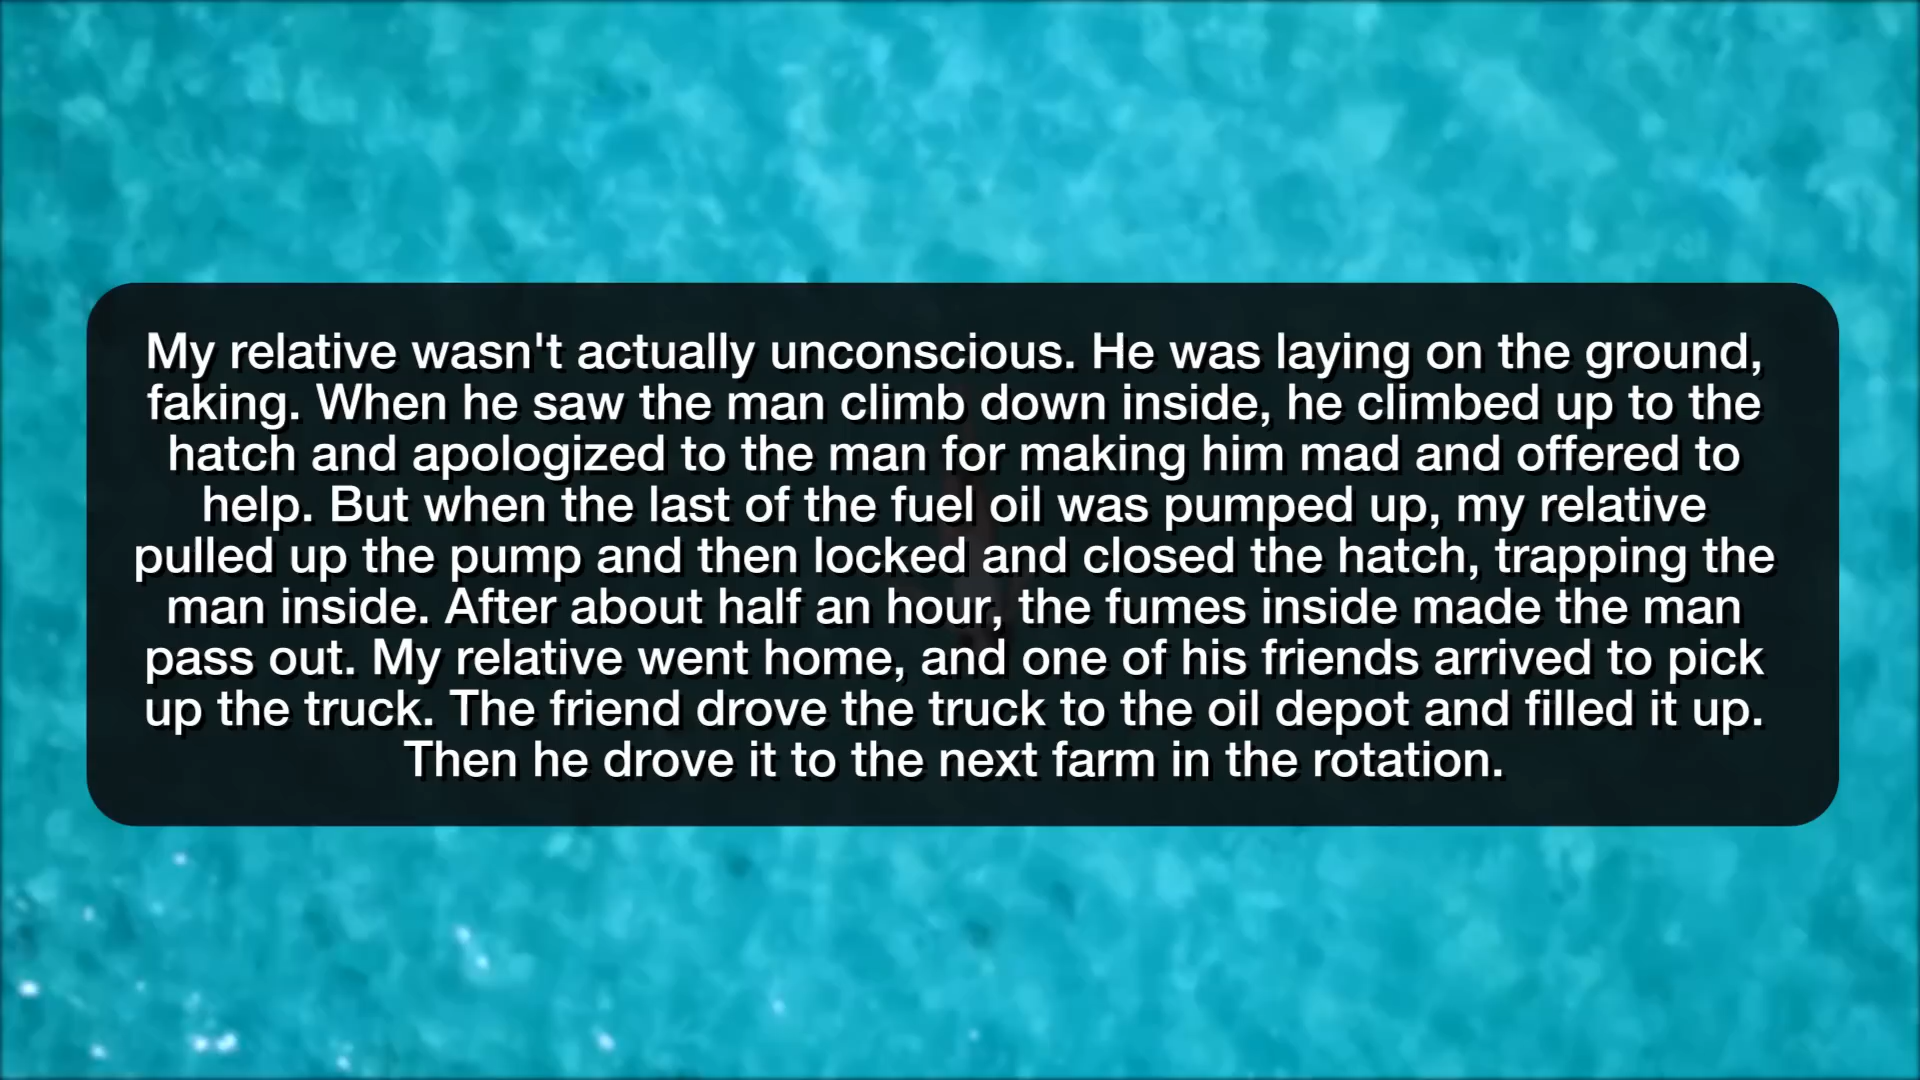 My relative wasn't actually unconscious. He was laying on the ground,
faking. When he saw the man climb down inside, he climbed up to the
hatch and apologized to the man for making him mad and offered to
help. But when the last of the fuel oil was pumped up, my relative
pulled up the pump and then locked and closed the hatch, trapping the
man inside. After about half an hour, the fumes inside made the man
pass out. My relative went home, and one of his friends arrived to pick
up the truck. The friend drove the truck to the oil depot and filled it up.
Then he drove it to the next farm in the rotation.